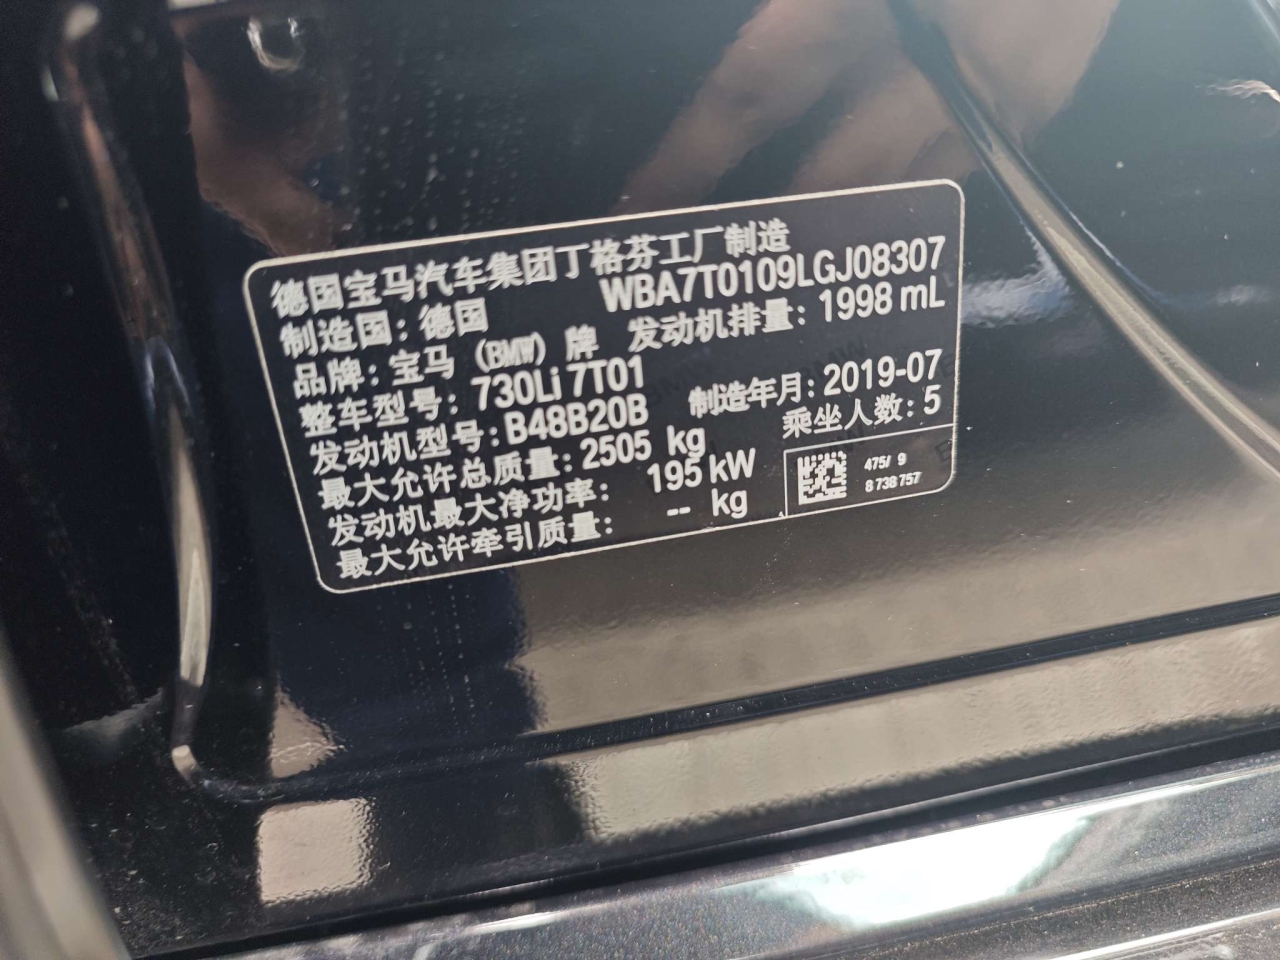 德国宝马汽车集团丁格芬工厂制造
制造国：德国 WBA7T0109LGJ08307
品牌：宝马（BMW）牌 发动机排量：1998 mL
整车型号：730Li 7T01
发动机型号：B48B20B 制造年月：2019-07
最大允许总质量：2505 kg 乘坐人数：5
发动机最大净功率：195 kW
最大允许牵引质量：-- kg
475/ 9
8 738 757